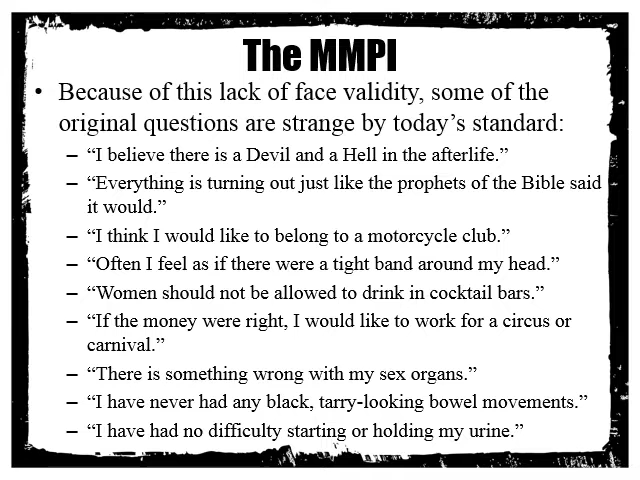 The MMPI
• Because of this lack of face validity, some of the
original questions are strange by today’s standard:
– “I believe there is a Devil and a Hell in the afterlife.”
– “Everything is turning out just like the prophets of the Bible said
it would.”
– “I think I would like to belong to a motorcycle club.”
– “Often I feel as if there were a tight band around my head.”
– “Women should not be allowed to drink in cocktail bars.”
– “If the money were right, I would like to work for a circus or
carnival.”
– “There is something wrong with my sex organs.”
– “I have never had any black, tarry-looking bowel movements.”
– “I have had no difficulty starting or holding my urine.”